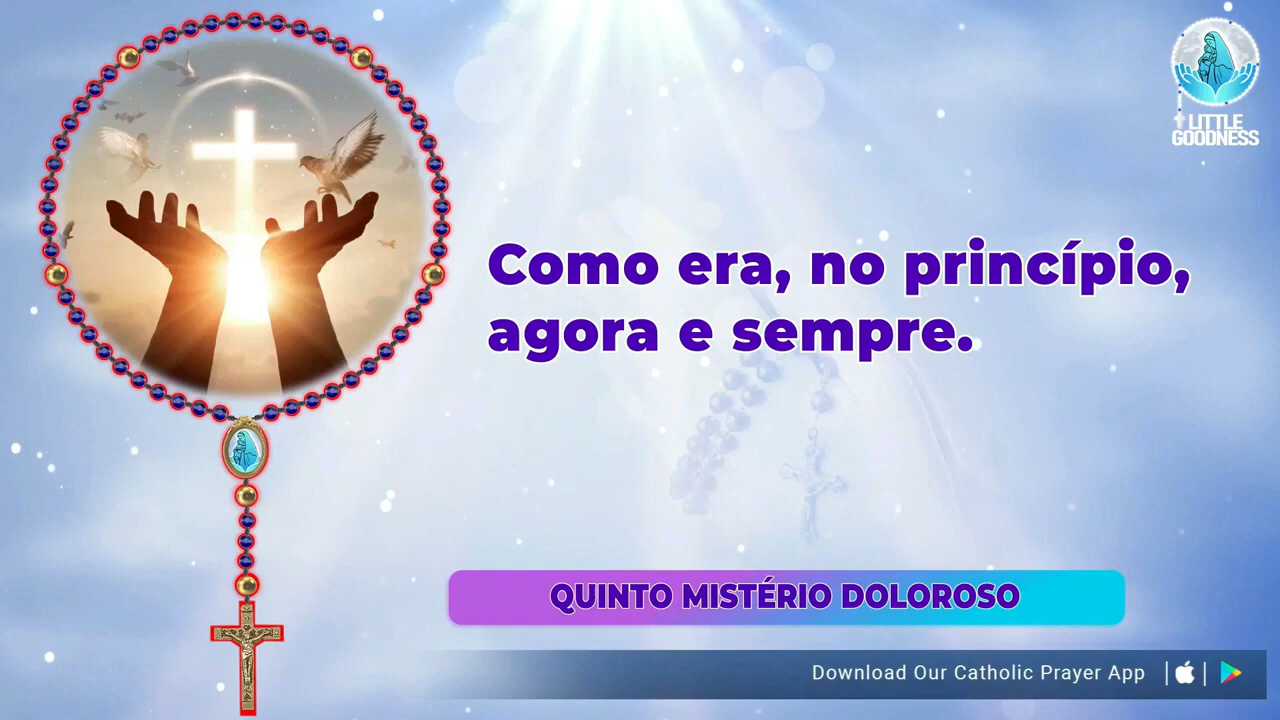 LITTLE
GOODNESS
Como era, no princípio,
agora e sempre.
QUINTO MISTÉRIO DOLOROSO
Download Our Catholic Prayer App